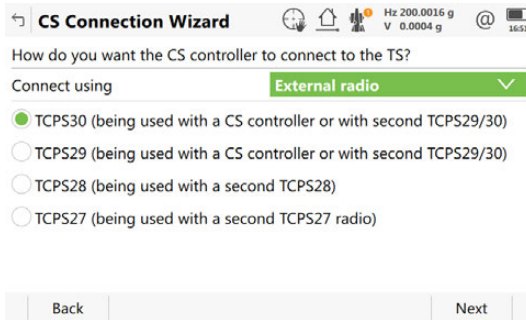 CS Connection Wizard
Hz 200.0016 g
V 0.0004 g
@
How do you want the CS controller to connect to the TS?
Connect using External radio
TCPS30 (being used with a CS controller or with second TCPS29/30)
TCPS29 (being used with a CS controller or with second TCPS29/30)
TCPS28 (being used with a second TCPS28)
TCPS27 (being used with a second TCPS27 radio)
Back Next